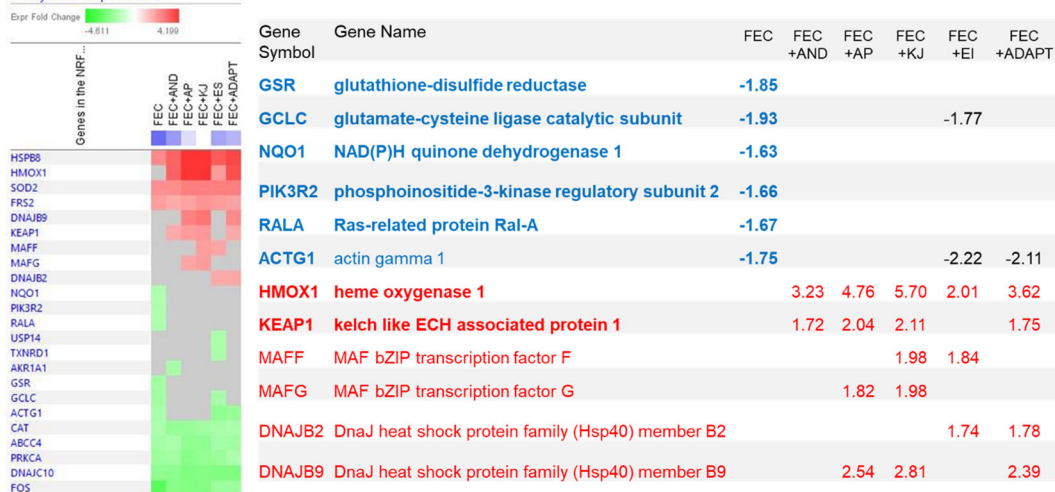 Expr Fold Change
-4,611 4,199
Genes in the NRF...
FEC
FEC+AND
FEC+AP
FEC+KJ
FEC+ES
FEC+ADAPT
HSPB8
HMOX1
SOD2
FRS2
DNAJB9
KEAP1
MAFF
MAFG
DNAJB2
NQO1
PIK3R2
RALA
USP14
TXNRD1
AKR1A1
GSR
GCLC
ACTG1
CAT
ABCC4
PRKCA
DNAJC10
FOS
Gene Symbol Gene Name FEC FEC +AND FEC +AP FEC +KJ FEC +EI FEC +ADAPT
GSR glutathione-disulfide reductase -1.85
GCLC glutamate-cysteine ligase catalytic subunit -1.93 -1.77
NQO1 NAD(P)H quinone dehydrogenase 1 -1.63
PIK3R2 phosphoinositide-3-kinase regulatory subunit 2 -1.66
RALA Ras-related protein Ral-A -1.67
ACTG1 actin gamma 1 -1.75 -2.22 -2.11
HMOX1 heme oxygenase 1 3.23 4.76 5.70 2.01 3.62
KEAP1 kelch like ECH associated protein 1 1.72 2.04 2.11 1.75
MAFF MAF bZIP transcription factor F 1.98 1.84
MAFG MAF bZIP transcription factor G 1.82 1.98
DNAJB2 DnaJ heat shock protein family (Hsp40) member B2 1.74 1.78
DNAJB9 DnaJ heat shock protein family (Hsp40) member B9 2.54 2.81 2.39